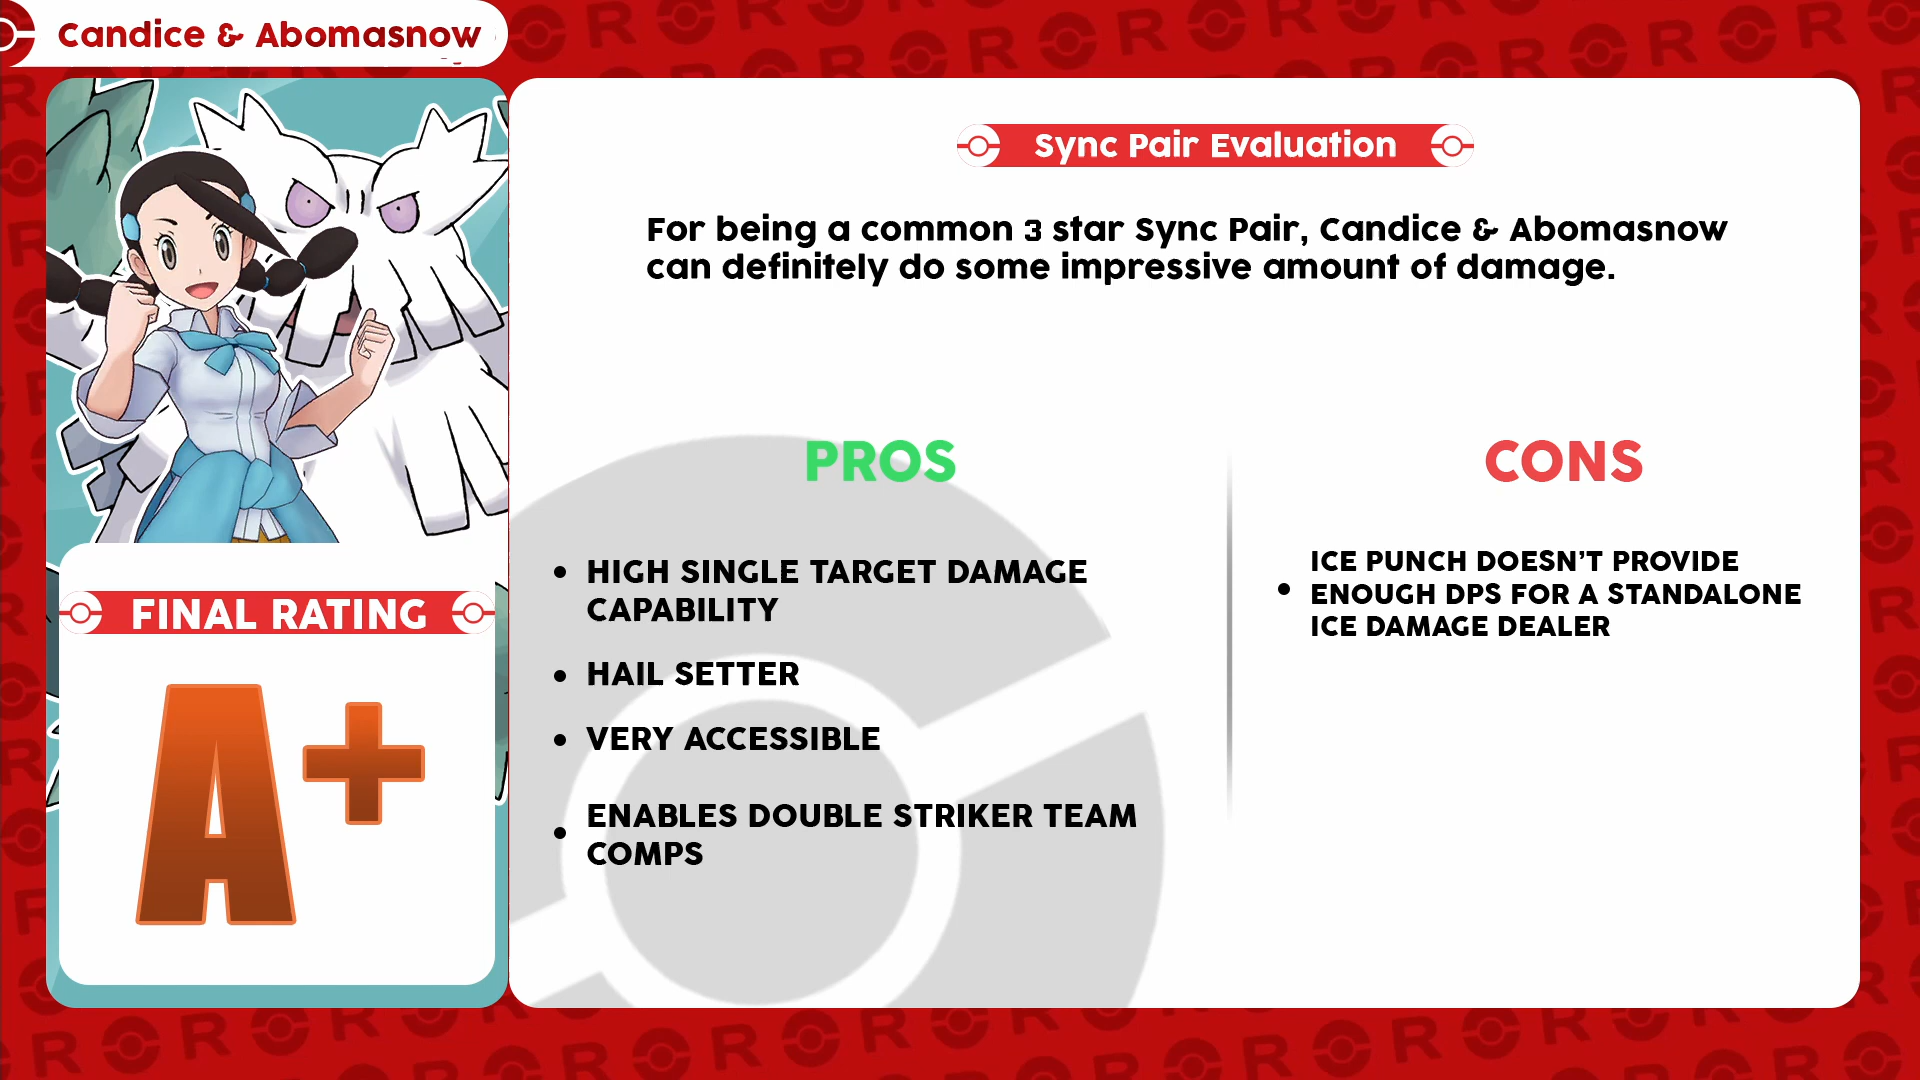 Candice & Abomasnow
Sync Pair Evaluation
For being a common 3 star Sync Pair, Candice & Abomasnow
can definitely do some impressive amount of damage.
PROS
• HIGH SINGLE TARGET DAMAGE
CAPABILITY
• HAIL SETTER
• VERY ACCESSIBLE
• ENABLES DOUBLE STRIKER TEAM
COMPS
CONS
ICE PUNCH DOESN'T PROVIDE
• ENOUGH DPS FOR A STANDALONE
ICE DAMAGE DEALER
FINAL RATING
A+